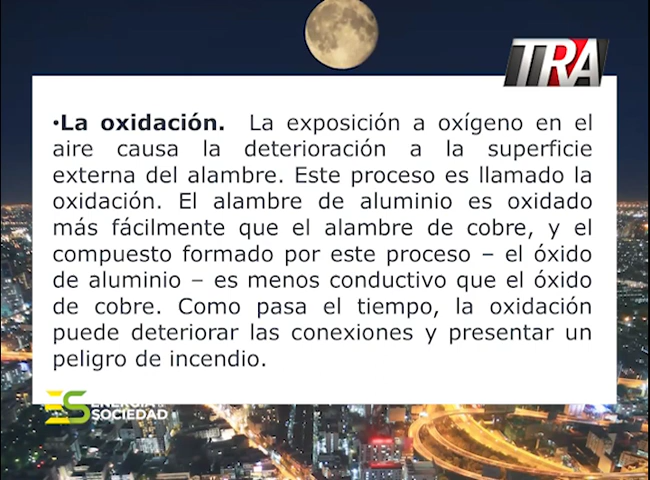 TRA
•La oxidación. La exposición a oxígeno en el
aire causa la deterioración a la superficie
externa del alambre. Este proceso es llamado la
oxidación. El alambre de aluminio es oxidado
más fácilmente que el alambre de cobre, y el
compuesto formado por este proceso – el óxido
de aluminio – es menos conductivo que el óxido
de cobre. Como pasa el tiempo, la oxidación
puede deteriorar las conexiones y presentar un
peligro de incendio.
ES
SOCIEDAD